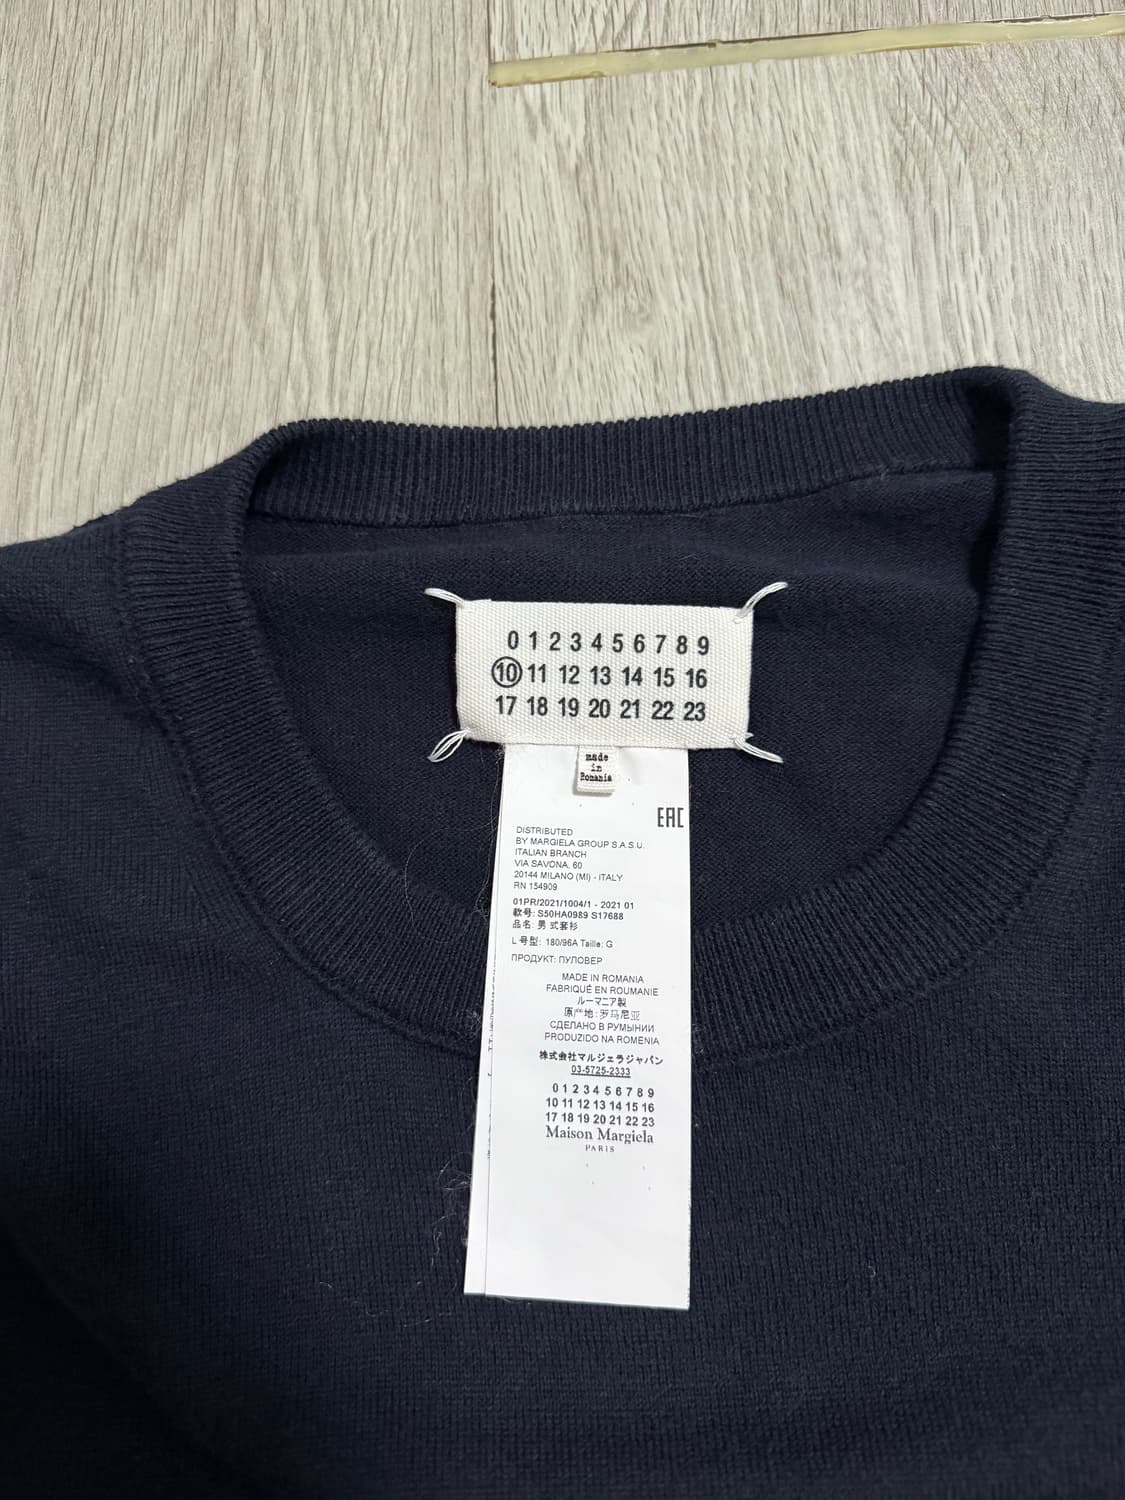 0 1 2 3 4 5 6 7 8 9
10 11 12 13 14 15 16
17 18 19 20 21 22 23
made
in
Romania
EAC
DISTRIBUTED
BY MARGIELA GROUP S.A.S.U.
ITALIAN BRANCH
VIA SAVONA, 60
20144 MILANO (MI) - ITALY
RN 154909
01PR/2021/1004/1 - 2021 01
款号: S50HA0989 S17688
品名: 男 式套衫
L 号型: 180/96A Taille: G
ПРОДУКТ: ПУЛОВЕР
MADE IN ROMANIA
FABRIQUÉ EN ROUMANIE
ルーマニア製
原产地: 罗马尼亚
СДЕЛАНО В РУМЫНИИ
PRODUZIDO NA ROMENIA
株式会社マルジェラジャパン
03-5725-2333
0 1 2 3 4 5 6 7 8 9
10 11 12 13 14 15 16
17 18 19 20 21 22 23
Maison Margiela
PARIS